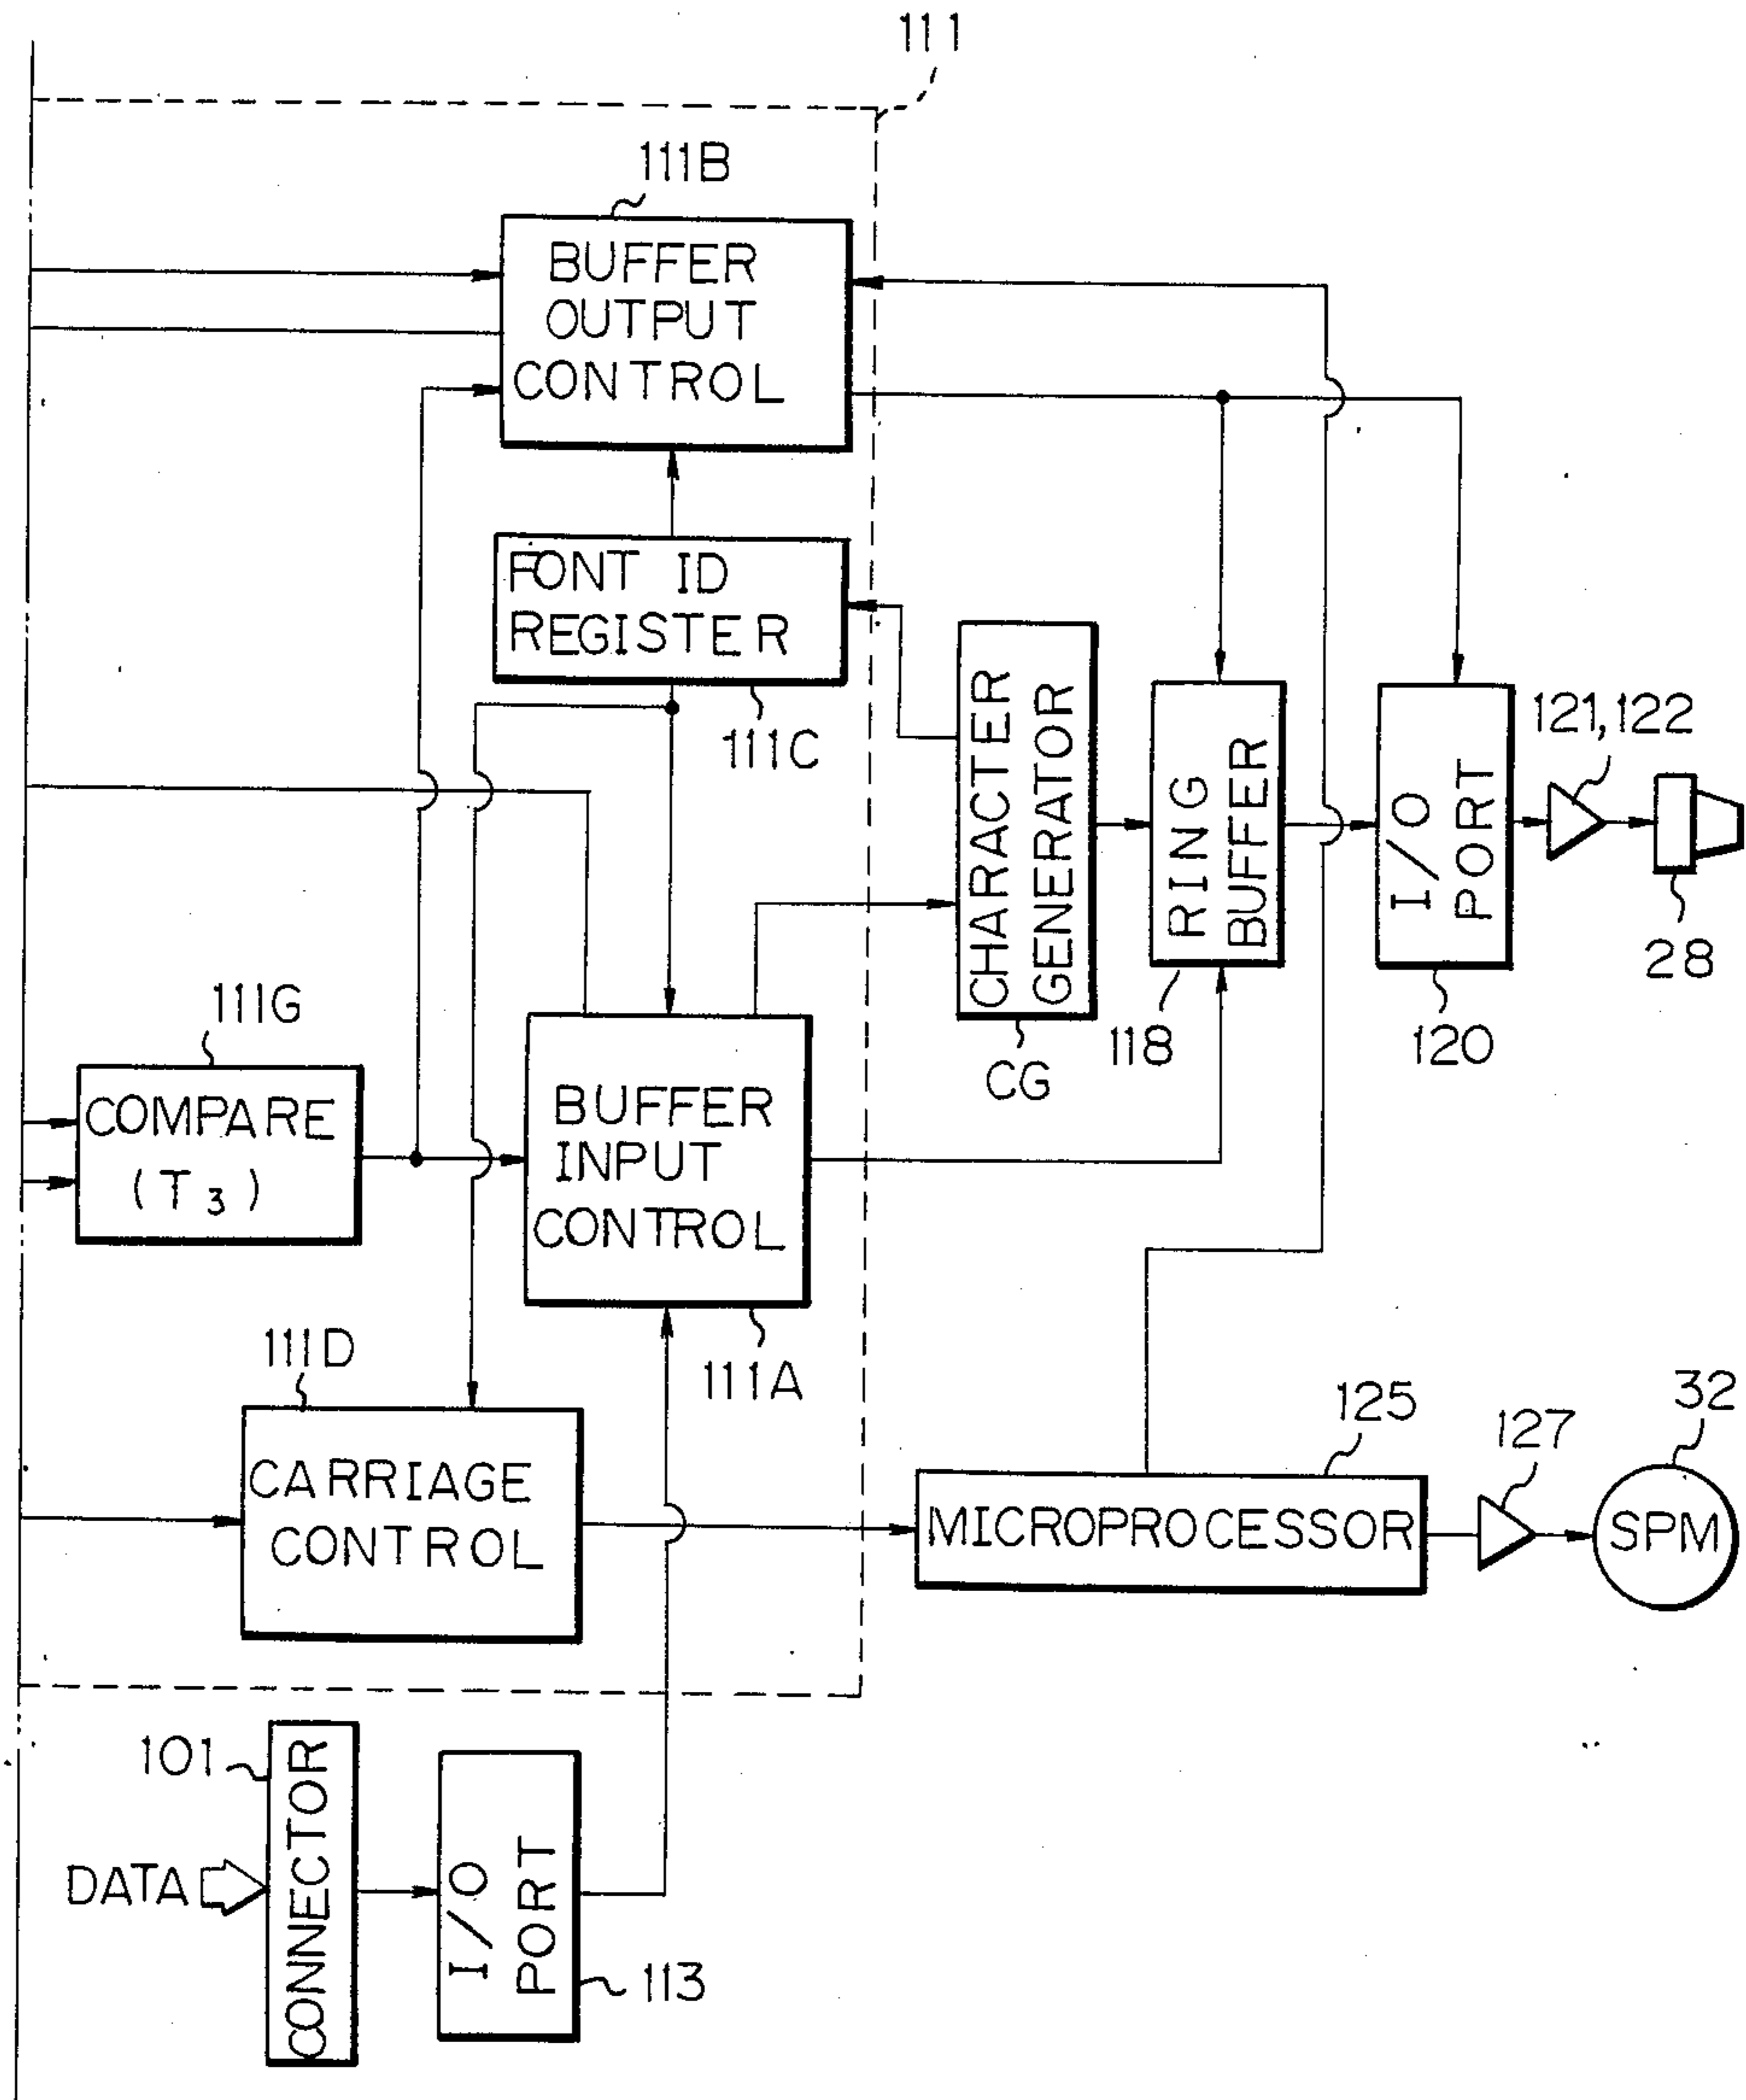 111
111B
BUFFER
OUTPUT
CONTROL
FONT ID
REGISTER
111C
CHARACTER
GENERATOR
CG
RING
BUFFER
118
I/O
PORT
120
121,122
28
111G
COMPARE
(T3)
BUFFER
INPUT
CONTROL
111A
111D
CARRIAGE
CONTROL
125
MICROPROCESSOR
127
32
SPM
101
CONNECTOR
DATA
I/O
PORT
113